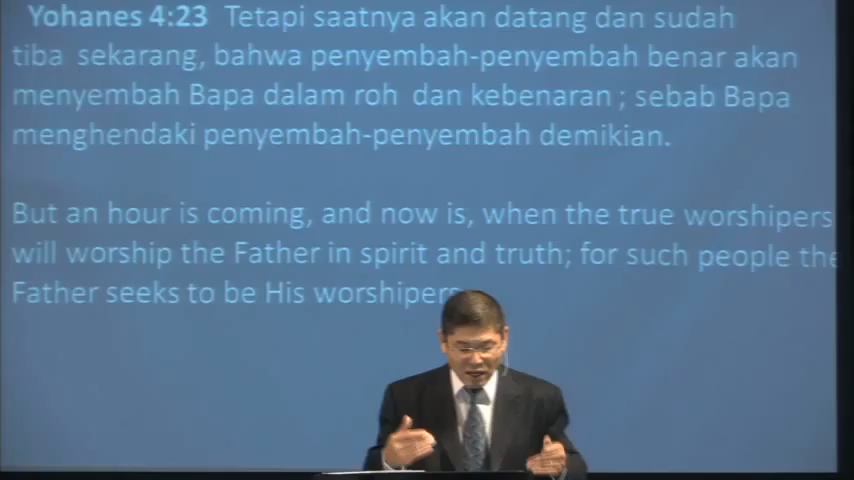 Yohanes 4:23 Tetapi saatnya akan datang dan sudah
tiba sekarang, bahwa penyembah-penyembah benar akan
menyembah Bapa dalam roh dan kebenaran ; sebab Bapa
menghendaki penyembah-penyembah demikian.
But an hour is coming, and now is, when the true worshipers
will worship the Father in spirit and truth; for such people the
Father seeks to be His worshipers